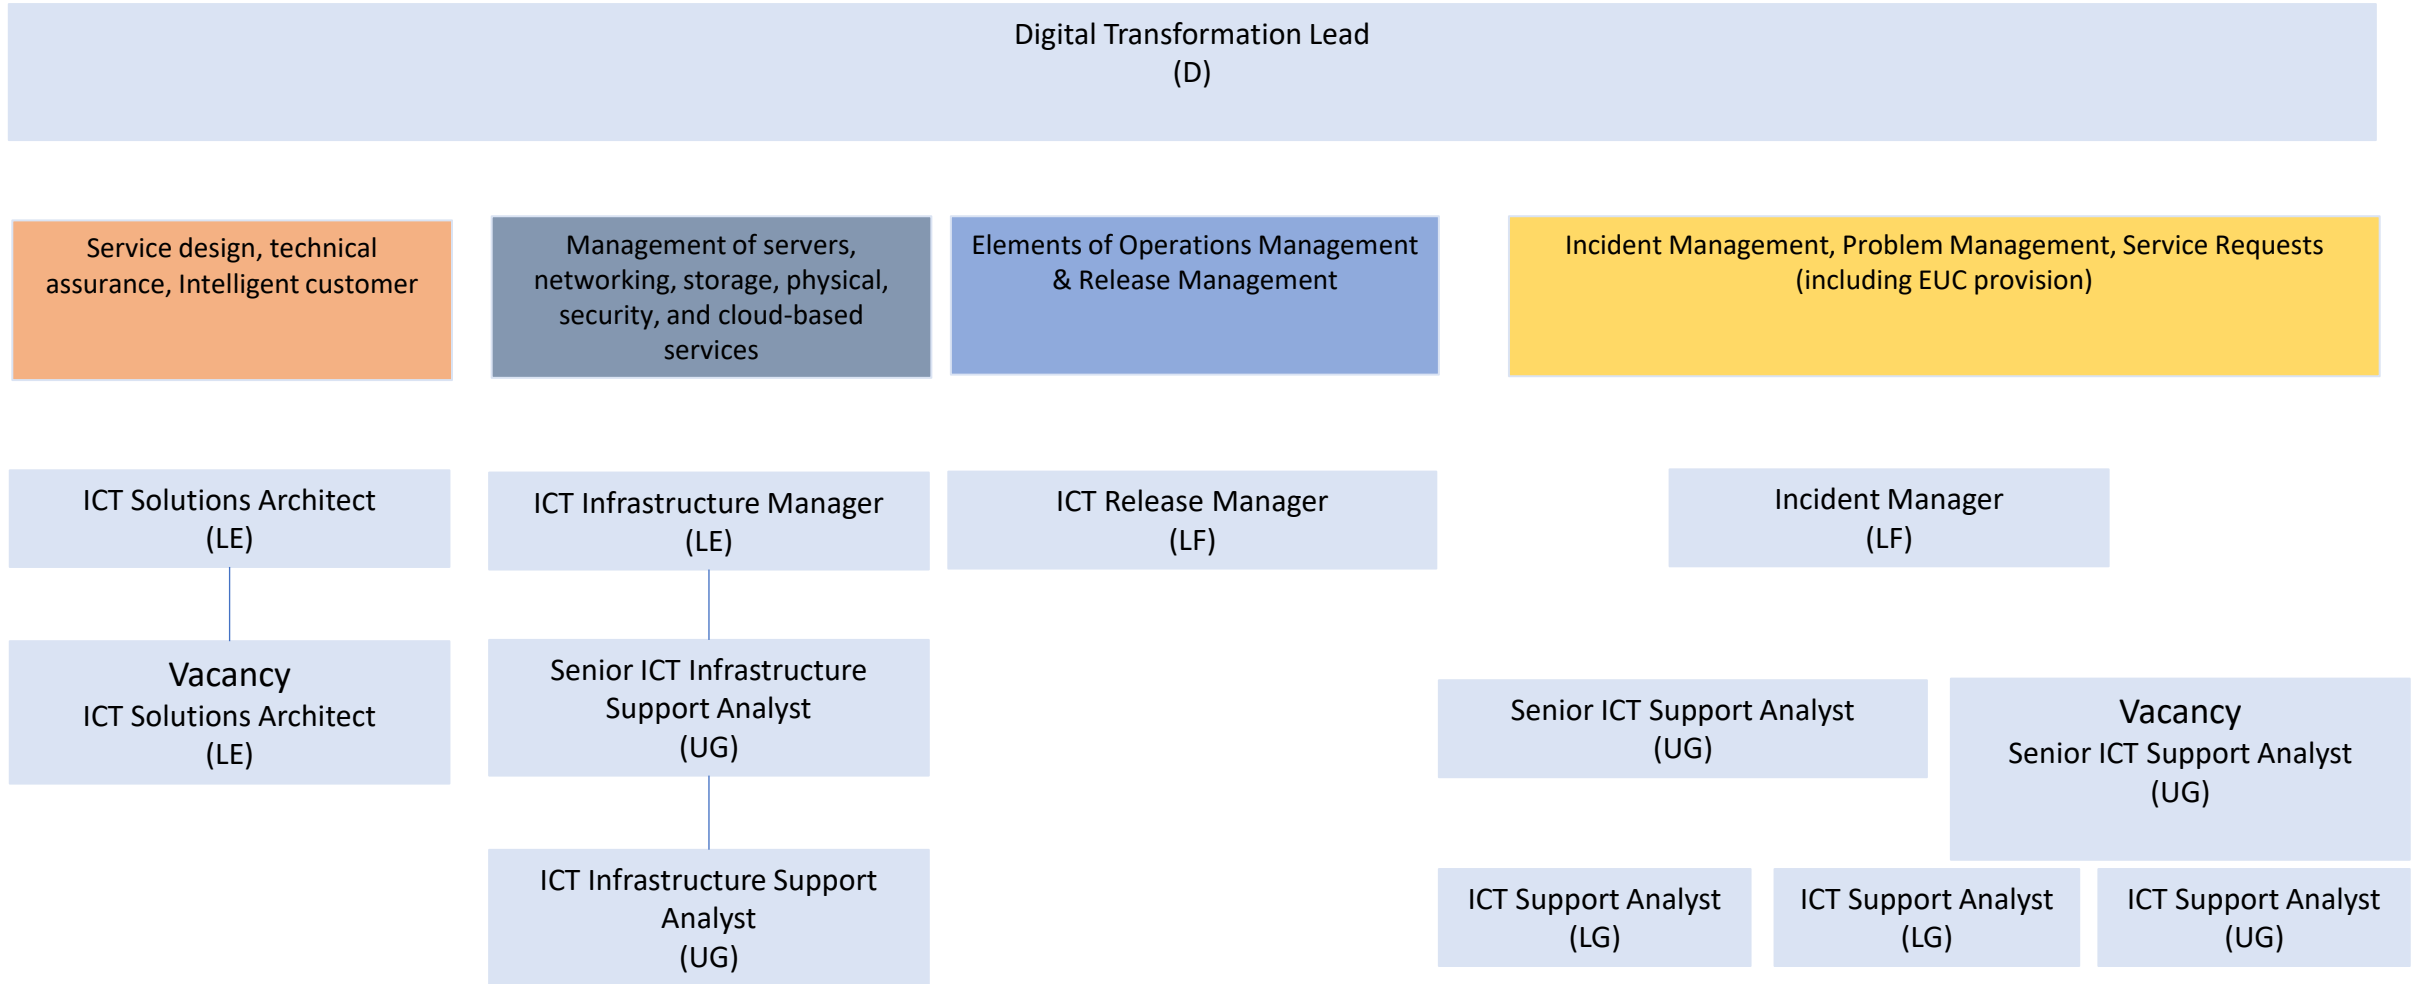 Digital Transformation Lead
(D)
Service design, technical
assurance, Intelligent customer
Management of servers,
networking, storage, physical,
security, and cloud-based
services
Elements of Operations Management
& Release Management
Incident Management, Problem Management, Service Requests
(including EUC provision)
ICT Solutions Architect
(LE)
ICT Infrastructure Manager
(LE)
ICT Release Manager
(LF)
Incident Manager
(LF)
Vacancy
ICT Solutions Architect
(LE)
Senior ICT Infrastructure
Support Analyst
(UG)
Senior ICT Support Analyst
(UG)
Vacancy
Senior ICT Support Analyst
(UG)
ICT Infrastructure Support
Analyst
(UG)
ICT Support Analyst
(LG)
ICT Support Analyst
(LG)
ICT Support Analyst
(UG)